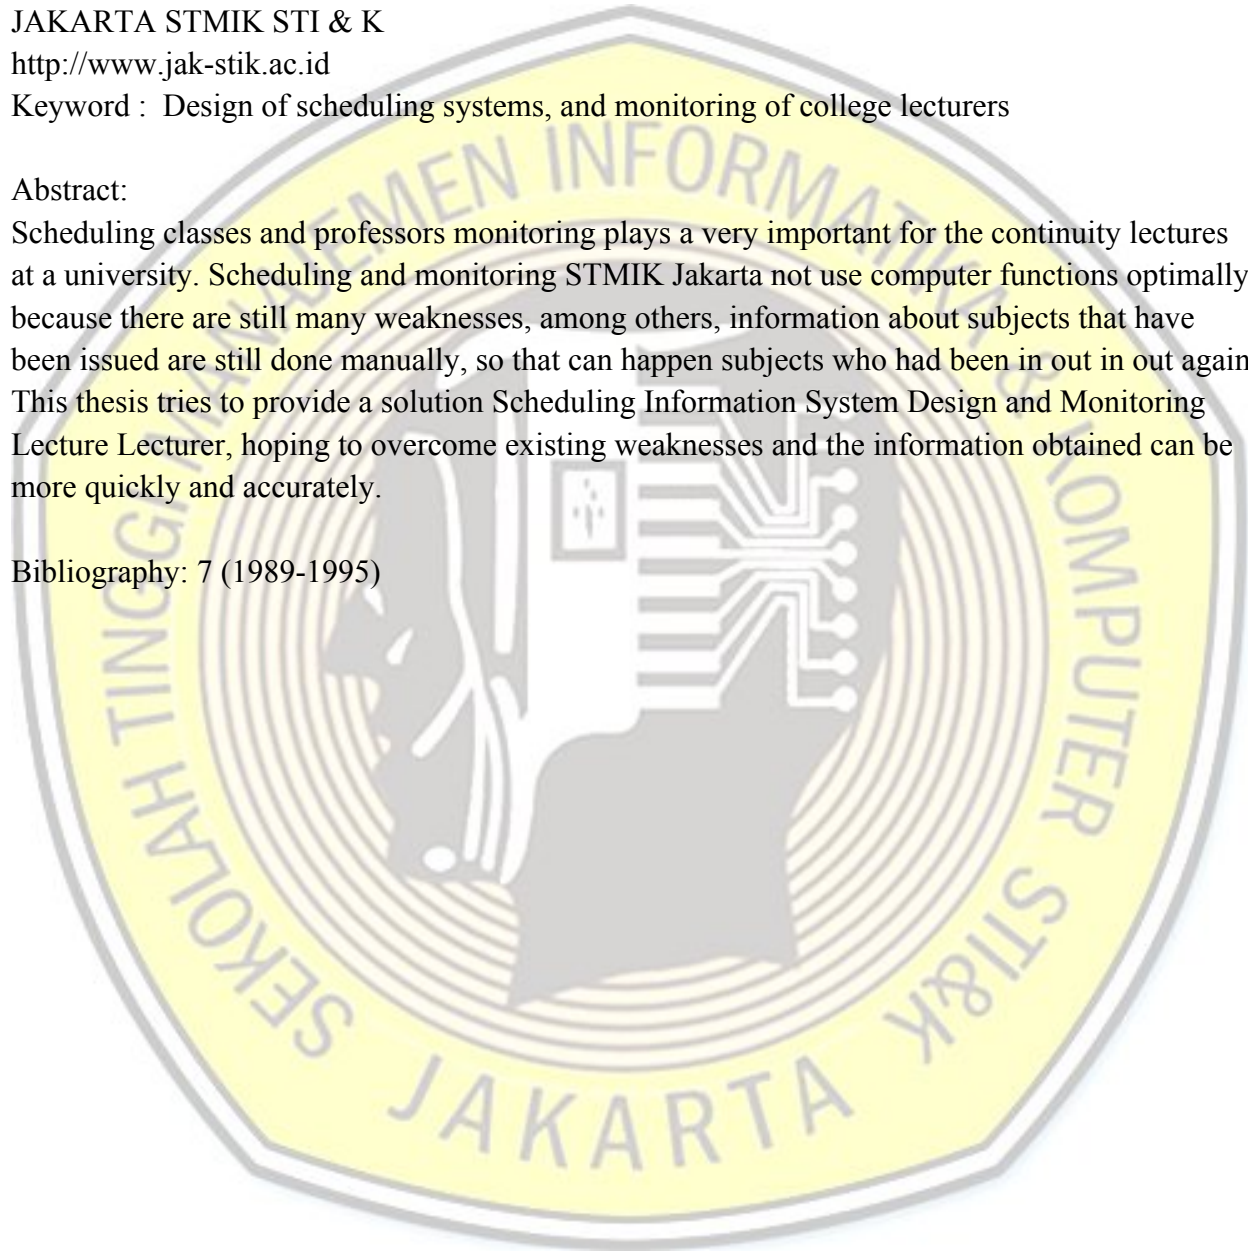 JAKARTA STMIK STI & K
http://www.jak-stik.ac.id
Keyword :  Design of scheduling systems, and monitoring of college lecturers
Abstract:
Scheduling classes and professors monitoring plays a very important for the continuity lectures
at a university. Scheduling and monitoring STMIK Jakarta not use computer functions optimally
because there are still many weaknesses, among others, information about subjects that have
been issued are still done manually, so that can happen subjects who had been in out in out again
This thesis tries to provide a solution Scheduling Information System Design and Monitoring
Lecture Lecturer, hoping to overcome existing weaknesses and the information obtained can be
more quickly and accurately.
Bibliography: 7 (1989-1995)
SEKOLAH TINGGI MANAJEMEN INFORMATIKA & KOMPUTER STI&K
JAKARTA